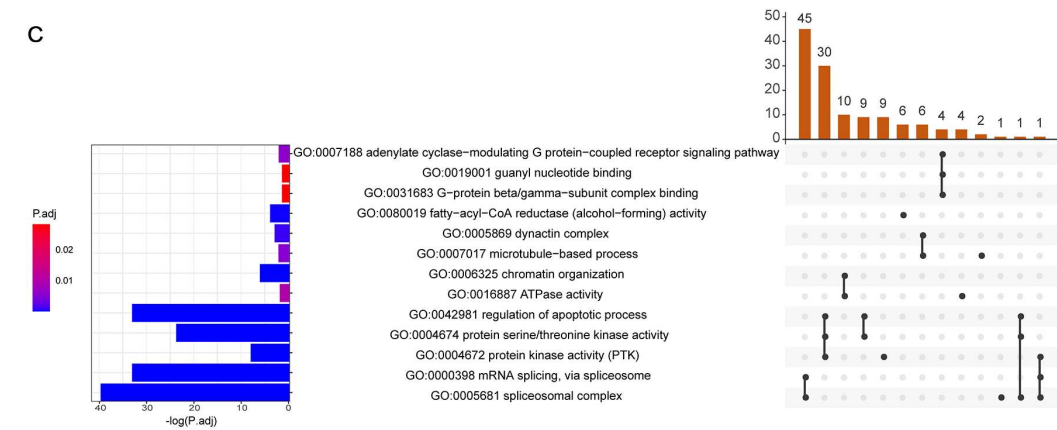 C
50
40
30
20
10
0
45
30
10
9
9
6
6
4
4
2
1
1
1
P.adj
0.02
0.01
GO:0007188 adenylate cyclase−modulating G protein−coupled receptor signaling pathway
GO:0019001 guanyl nucleotide binding
GO:0031683 G−protein beta/gamma−subunit complex binding
GO:0080019 fatty−acyl−CoA reductase (alcohol−forming) activity
GO:0005869 dynactin complex
GO:0007017 microtubule−based process
GO:0006325 chromatin organization
GO:0016887 ATPase activity
GO:0042981 regulation of apoptotic process
GO:0004674 protein serine/threonine kinase activity
GO:0004672 protein kinase activity (PTK)
GO:0000398 mRNA splicing, via spliceosome
GO:0005681 spliceosomal complex
40 30 20 10 0
-log(P.adj)